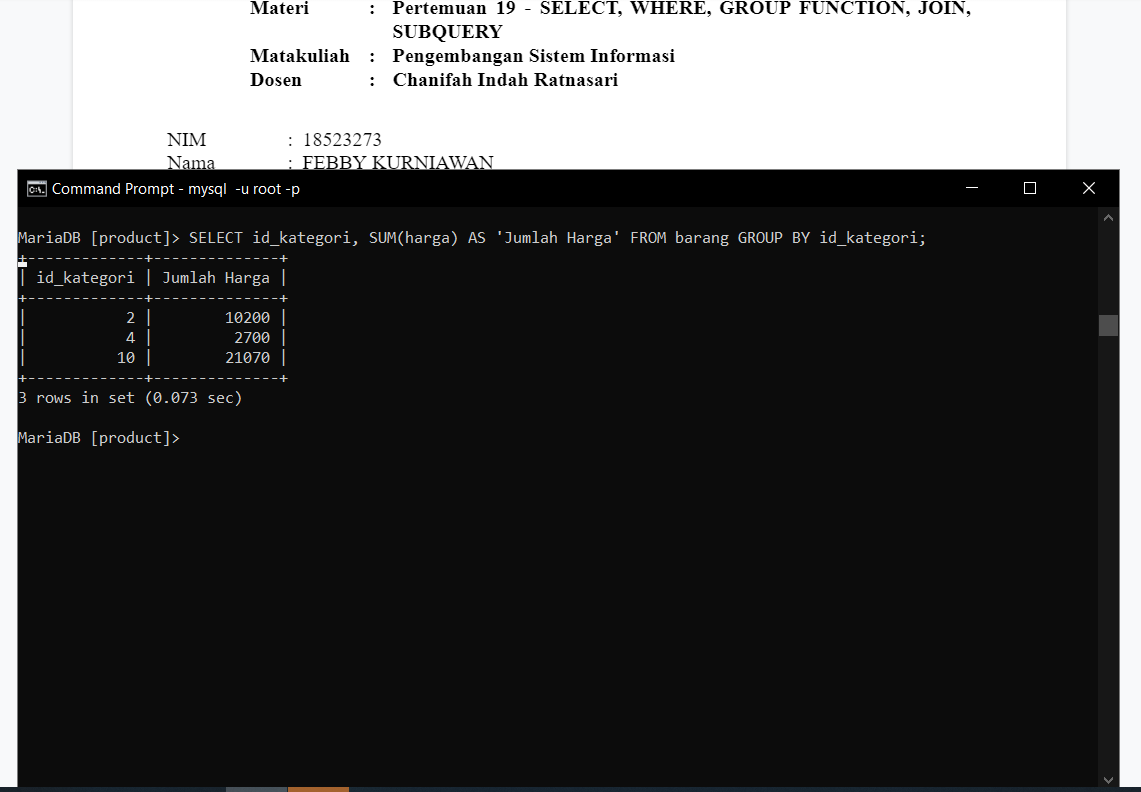 Materi : Pertemuan 19 - SELECT, WHERE, GROUP FUNCTION, JOIN,
SUBQUERY
Matakuliah : Pengembangan Sistem Informasi
Dosen : Chanifah Indah Ratnasari
NIM : 18523273
Nama : FEBBY KURNIAWAN
Command Prompt - mysql -u root -p
MariaDB [product]> SELECT id_kategori, SUM(harga) AS 'Jumlah Harga' FROM barang GROUP BY id_kategori;
+-------------+--------------+
| id_kategori | Jumlah Harga |
+-------------+--------------+
|           2 |        10200 |
|           4 |         2700 |
|          10 |        21070 |
+-------------+--------------+
3 rows in set (0.073 sec)
MariaDB [product]>